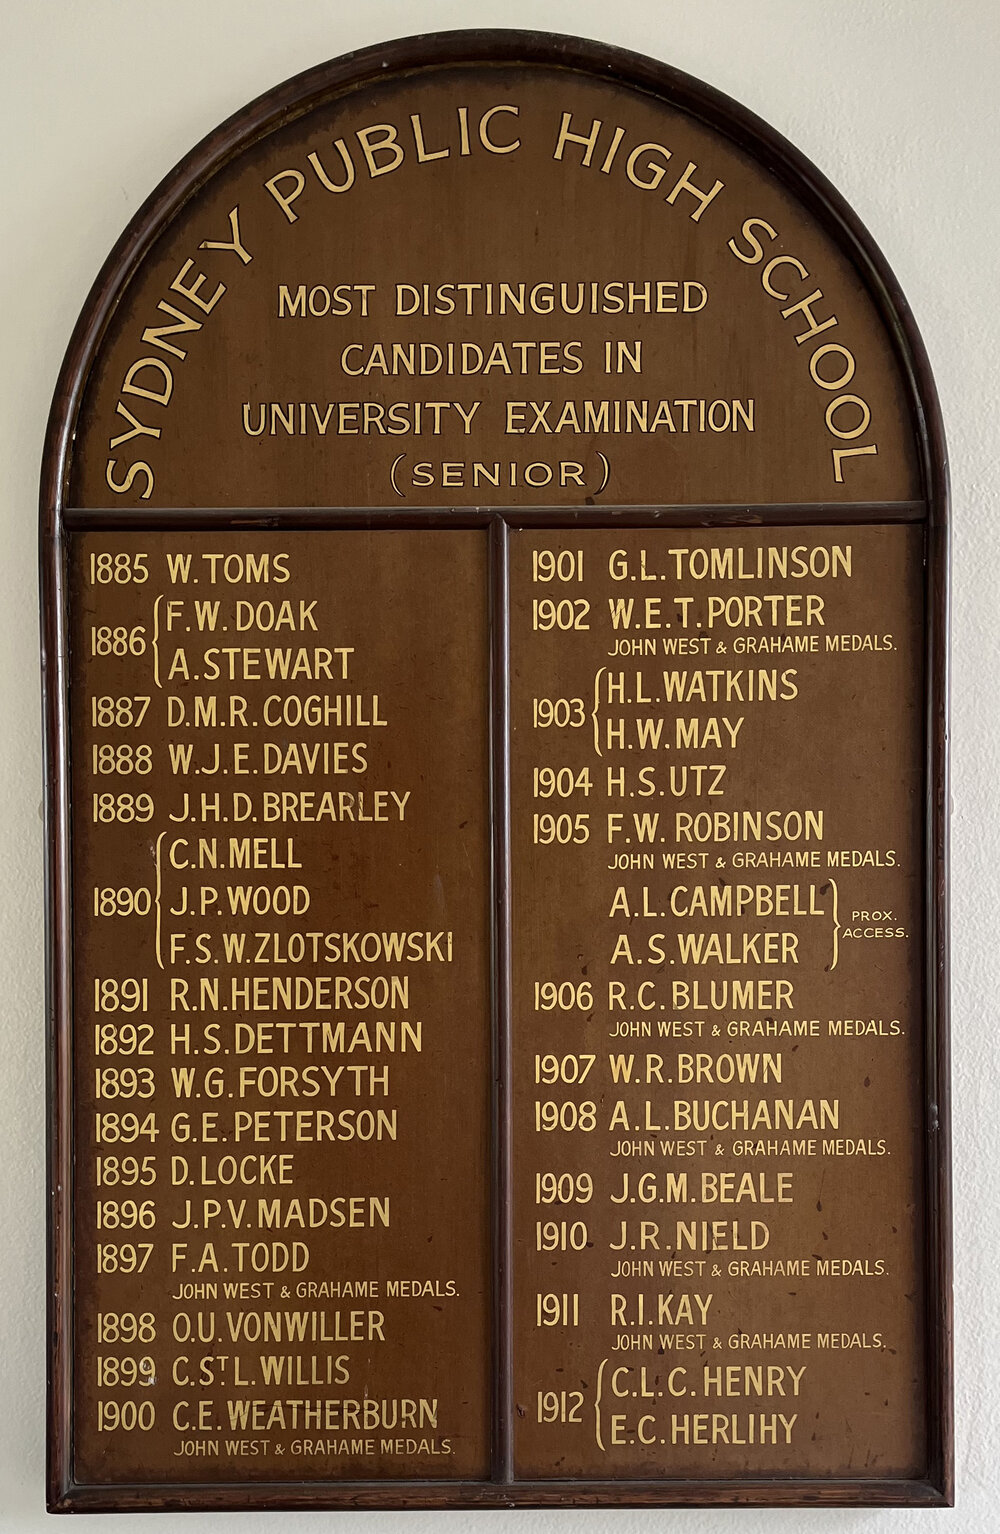 SYDNEY PUBLIC HIGH SCHOOL
MOST DISTINGUISHED
CANDIDATES IN
UNIVERSITY EXAMINATION
(SENIOR)
1885 W. TOMS
1886 F.W. DOAK
A. STEWART
1887 D.M.R. COGHILL
1888 W.J.E. DAVIES
1889 J.H.D. BREARLEY
1890 C.N. MELL
J.P. WOOD
F.S.W. ZLOTSKOWSKI
1891 R.N. HENDERSON
1892 H.S. DETTMANN
1893 W.G. FORSYTH
1894 G.E. PETERSON
1895 D. LOCKE
1896 J.P.V. MADSEN
1897 F.A. TODD
JOHN WEST & GRAHAME MEDALS.
1898 O.U. VONWILLER
1899 C. ST L. WILLIS
1900 C.E. WEATHERBURN
JOHN WEST & GRAHAME MEDALS.
1901 G.L. TOMLINSON
1902 W.E.T. PORTER
JOHN WEST & GRAHAME MEDALS.
1903 H.L. WATKINS
H.W. MAY
1904 H.S. UTZ
1905 F.W. ROBINSON
JOHN WEST & GRAHAME MEDALS.
A.L. CAMPBELL
A.S. WALKER
PROX.
ACCESS.
1906 R.C. BLUMER
JOHN WEST & GRAHAME MEDALS.
1907 W.R. BROWN
1908 A.L. BUCHANAN
JOHN WEST & GRAHAME MEDALS.
1909 J.G.M. BEALE
1910 J.R. NIELD
JOHN WEST & GRAHAME MEDALS.
1911 R.I. KAY
JOHN WEST & GRAHAME MEDALS.
1912 C.L.C. HENRY
E.C. HERLIHY